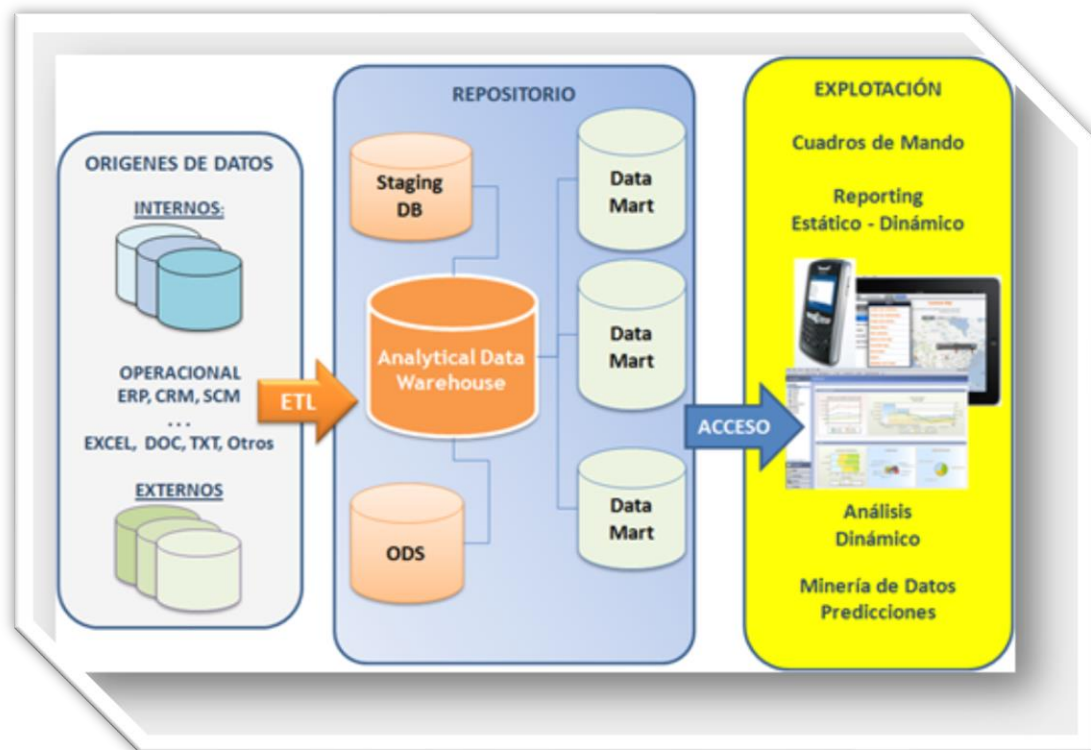 ORIGENES DE DATOS
INTERNOS:
OPERACIONAL
ERP, CRM, SCM
...
EXCEL, DOC, TXT, Otros
EXTERNOS
ETL
REPOSITORIO
Staging
DB
Analytical Data
Warehouse
ODS
Data
Mart
Data
Mart
Data
Mart
ACCESO
EXPLOTACIÓN
Cuadros de Mando
Reporting
Estático - Dinámico
Análisis
Dinámico
Minería de Datos
Predicciones